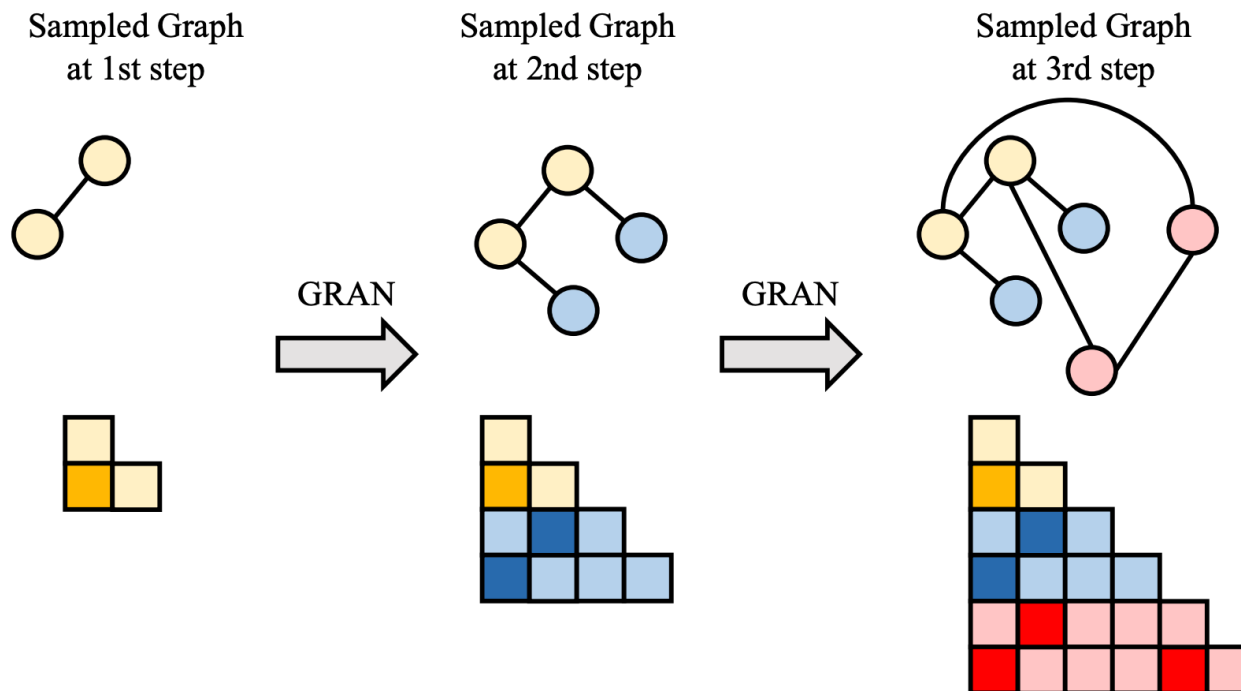 Sampled Graph
at 1st step
Sampled Graph
at 2nd step
Sampled Graph
at 3rd step
GRAN
GRAN